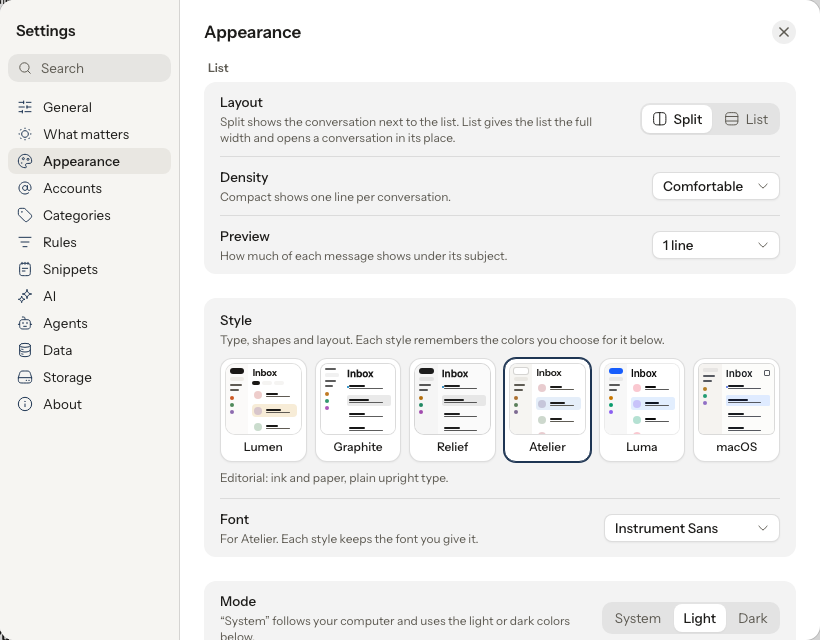 Settings
Search
General
What matters
Appearance
Accounts
Categories
Rules
Snippets
AI
Agents
Data
Storage
About
Appearance
List
Layout
Split shows the conversation next to the list. List gives the list the full
width and opens a conversation in its place.
Split
List
Density
Compact shows one line per conversation.
Comfortable
Preview
How much of each message shows under its subject.
1 line
Style
Type, shapes and layout. Each style remembers the colors you choose for it below.
Inbox
Lumen
Inbox
Graphite
Inbox
Relief
Inbox
Atelier
Inbox
Luma
Inbox
macOS
Editorial: ink and paper, plain upright type.
Font
For Atelier. Each style keeps the font you give it.
Instrument Sans
Mode
“System” follows your computer and uses the light or dark colors
below.
System
Light
Dark